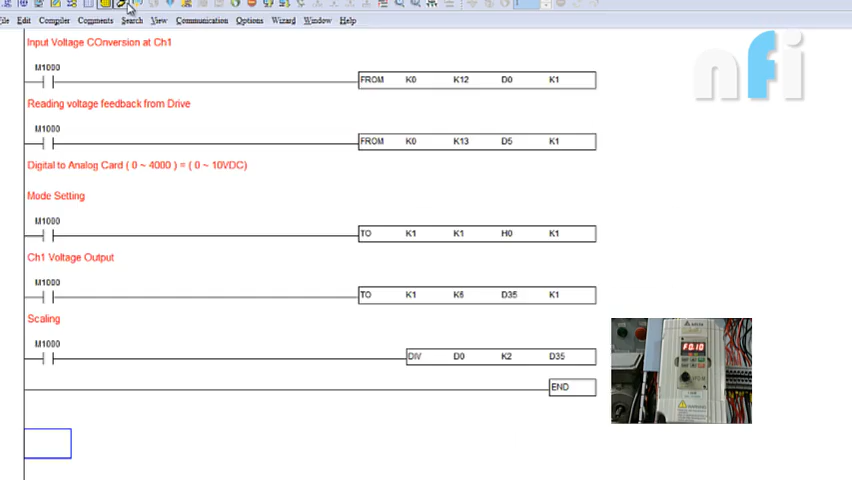 File Edit Compiler Comments Search View Communication Options Wizard Window Help
Input Voltage COnversion at Ch1
M1000
FROM K0 K12 D0 K1
Reading voltage feedback from Drive
M1000
FROM K0 K13 D5 K1
Digital to Analog Card ( 0 ~ 4000 ) = ( 0 ~ 10VDC)
Mode Setting
M1000
TO K1 K1 H0 K1
Ch1 Voltage Output
M1000
TO K1 K6 D35 K1
Scaling
M1000
DIV D0 K2 D35
END
nfi
F0.10